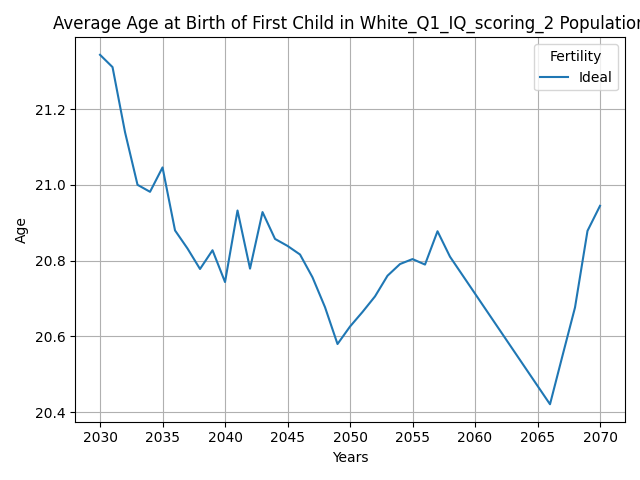 Average Age at Birth of First Child in White_Q1_IQ_scoring_2 Population
Fertility
Ideal
21.2
21.0
20.8
20.6
20.4
Age
2030 2035 2040 2045 2050 2055 2060 2065 2070
Years